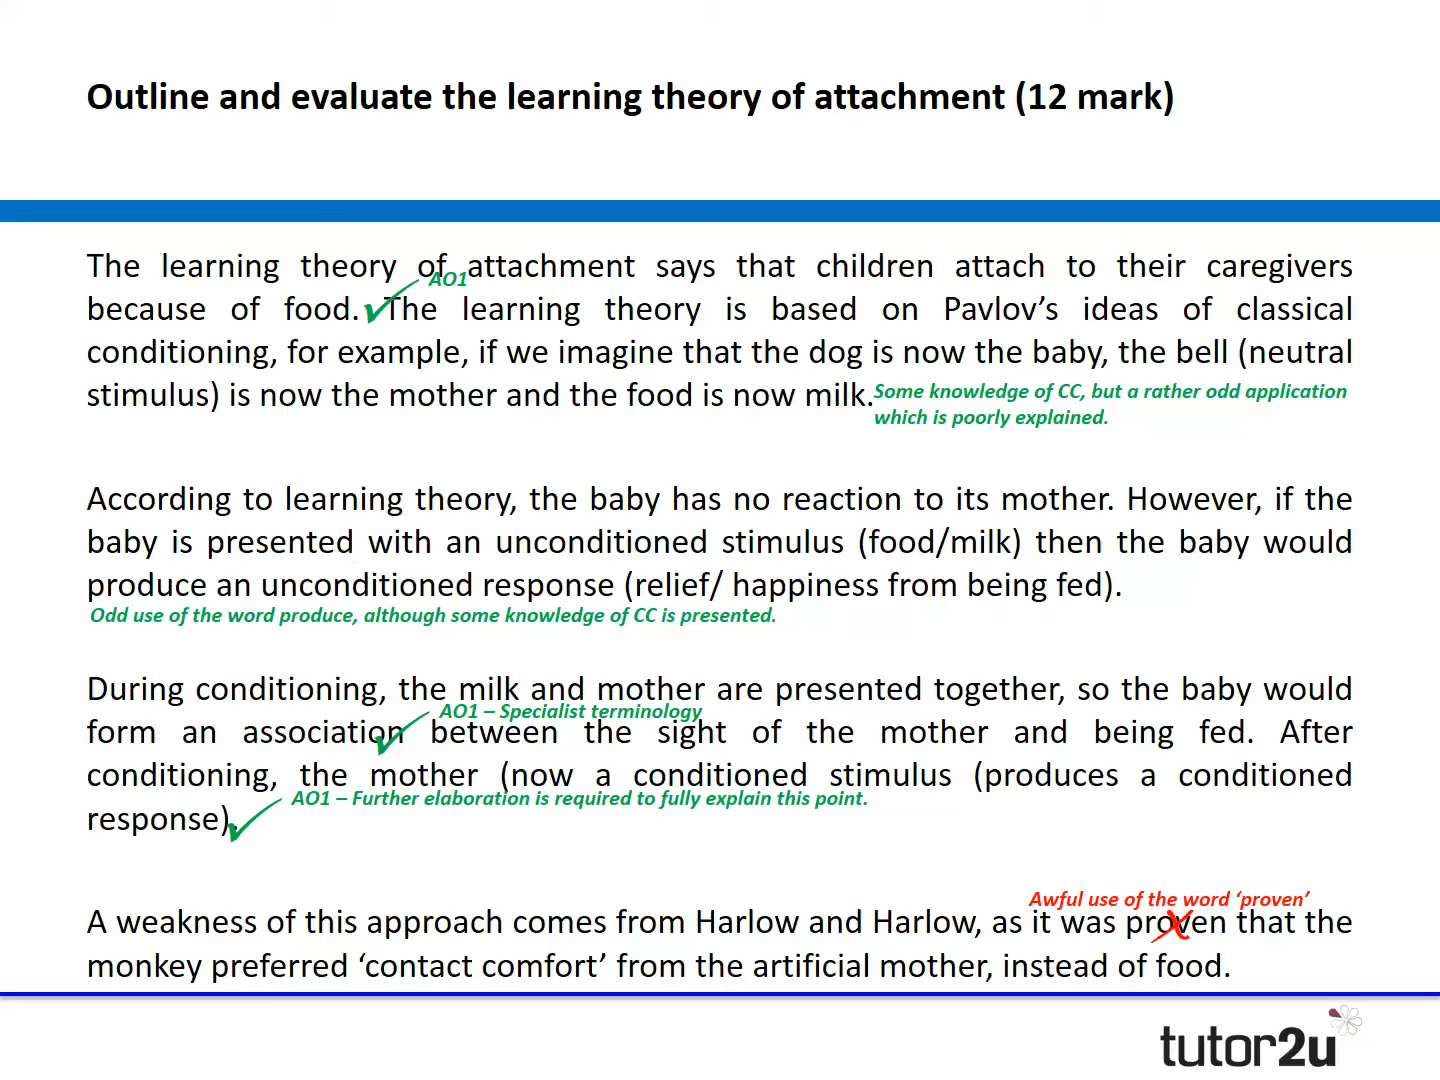 Outline and evaluate the learning theory of attachment (12 mark)
The learning theory of attachment says that children attach to their caregivers
AO1
because of food. The learning theory is based on Pavlov’s ideas of classical
conditioning, for example, if we imagine that the dog is now the baby, the bell (neutral
stimulus) is now the mother and the food is now milk.
Some knowledge of CC, but a rather odd application
which is poorly explained.
According to learning theory, the baby has no reaction to its mother. However, if the
baby is presented with an unconditioned stimulus (food/milk) then the baby would
produce an unconditioned response (relief/ happiness from being fed).
Odd use of the word produce, although some knowledge of CC is presented.
During conditioning, the milk and mother are presented together, so the baby would
AO1 – Specialist terminology
form an association between the sight of the mother and being fed. After
conditioning, the mother (now a conditioned stimulus (produces a conditioned
AO1 – Further elaboration is required to fully explain this point.
response).
Awful use of the word ‘proven’
A weakness of this approach comes from Harlow and Harlow, as it was proven that the
monkey preferred ‘contact comfort’ from the artificial mother, instead of food.
tutor2u